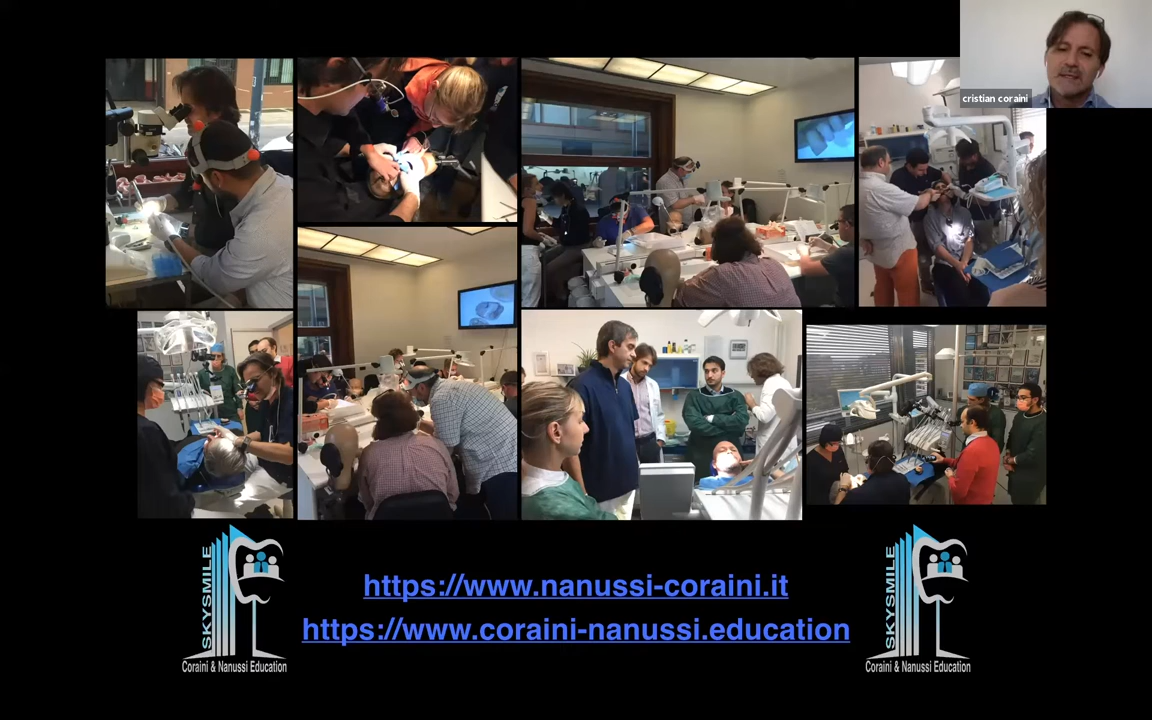 cristian coraini
SKYSMILE
Coraini & Nanussi Education
https://www.nanussi-coraini.it
https://www.coraini-nanussi.education
SKYSMILE
Coraini & Nanussi Education